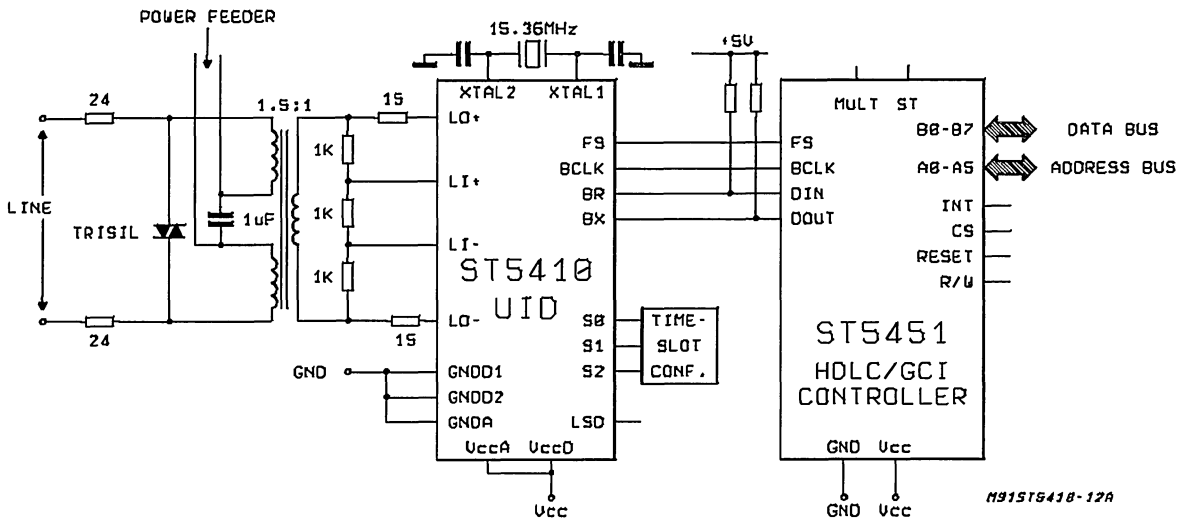 POWER FEEDER
15.36MHz
+5V
XTAL2
XTAL1
MULT ST
24
1.5:1
15
LO+
1K
LI+
1K
LI-
1K
LO-
15
LINE
TRISIL
1uF
24
ST5410
UID
FS
BCLK
BR
BX
S0
S1
S2
TIME-
SLOT
CONF.
LSD
GND
GNDD1
GNDD2
GNDA
VccA
VccD
Vcc
FS
BCLK
DIN
DOUT
B0-B7
DATA BUS
A0-A5
ADDRESS BUS
INT
CS
RESET
R/W
ST5451
HDLC/GCI
CONTROLLER
GND
Vcc
GND
Vcc
M91ST5410-12A